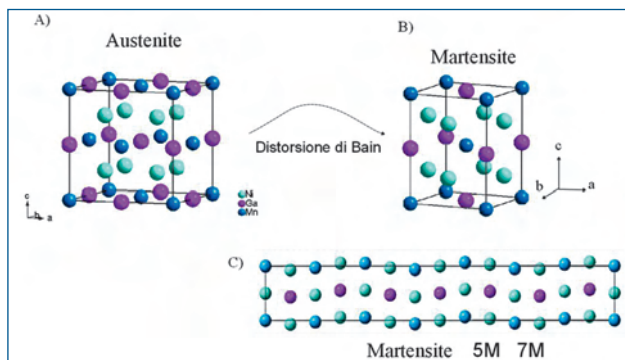 A)
Austenite
B)
Martensite
Distorsione di Bain
Ni
Ga
Mn
c
b
a
c
b
a
C)
Martensite 5M 7M